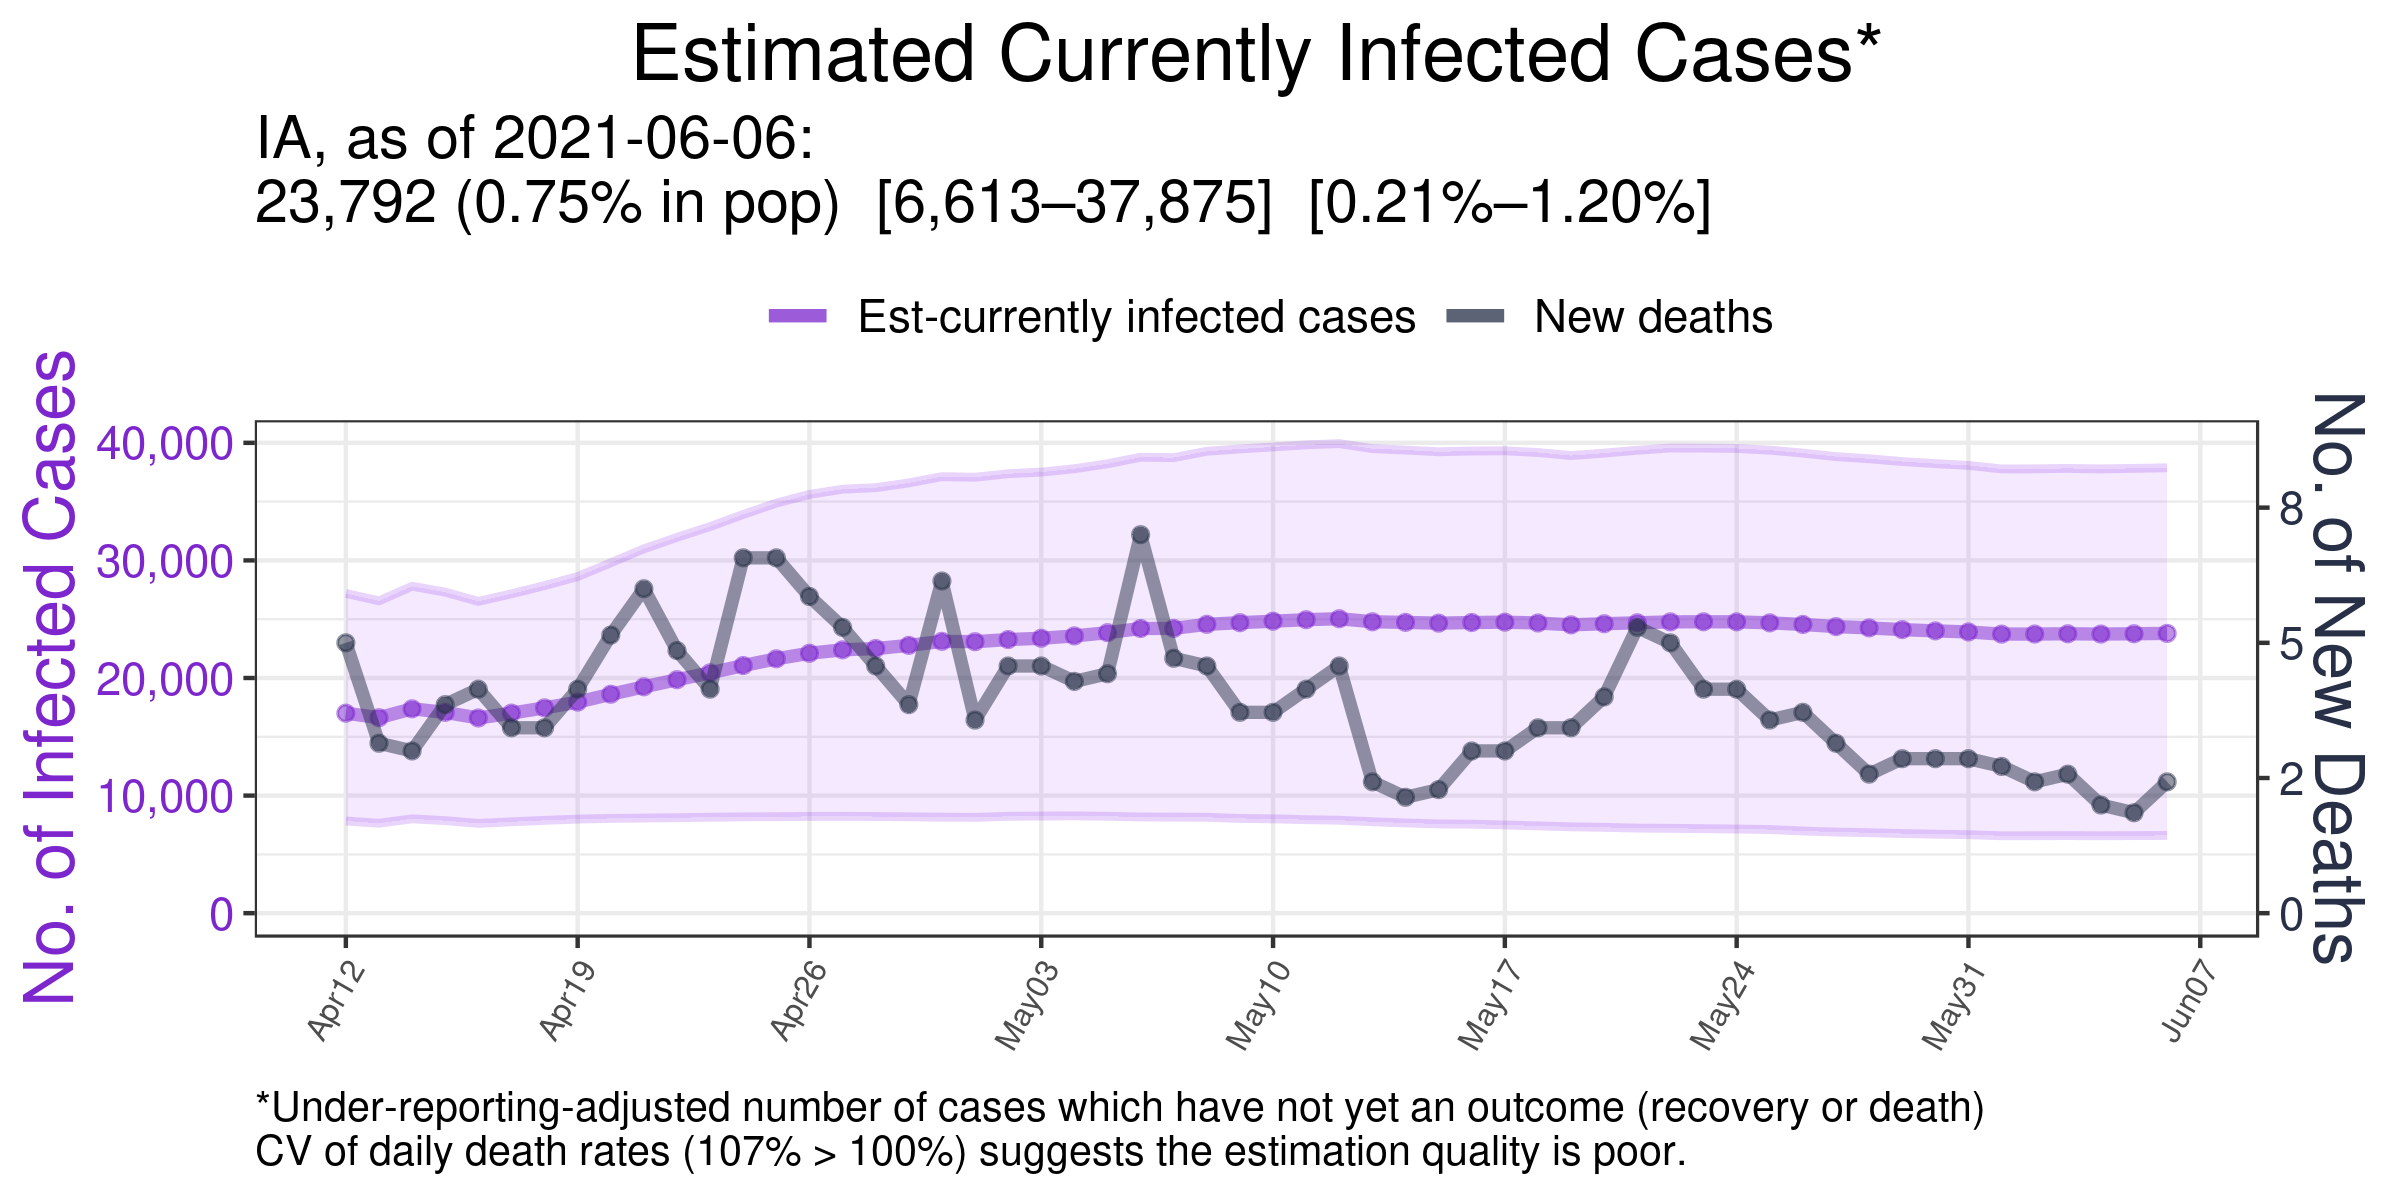 Estimated Currently Infected Cases*
IA, as of 2021-06-06:
23,792 (0.75% in pop)  [6,613–37,875]  [0.21%–1.20%]
Est-currently infected cases
New deaths
No. of Infected Cases
40,000
30,000
20,000
10,000
0
No. of New Deaths
8
5
2
0
Apr12
Apr19
Apr26
May03
May10
May17
May24
May31
Jun07
*Under-reporting-adjusted number of cases which have not yet an outcome (recovery or death)
CV of daily death rates (107% > 100%) suggests the estimation quality is poor.